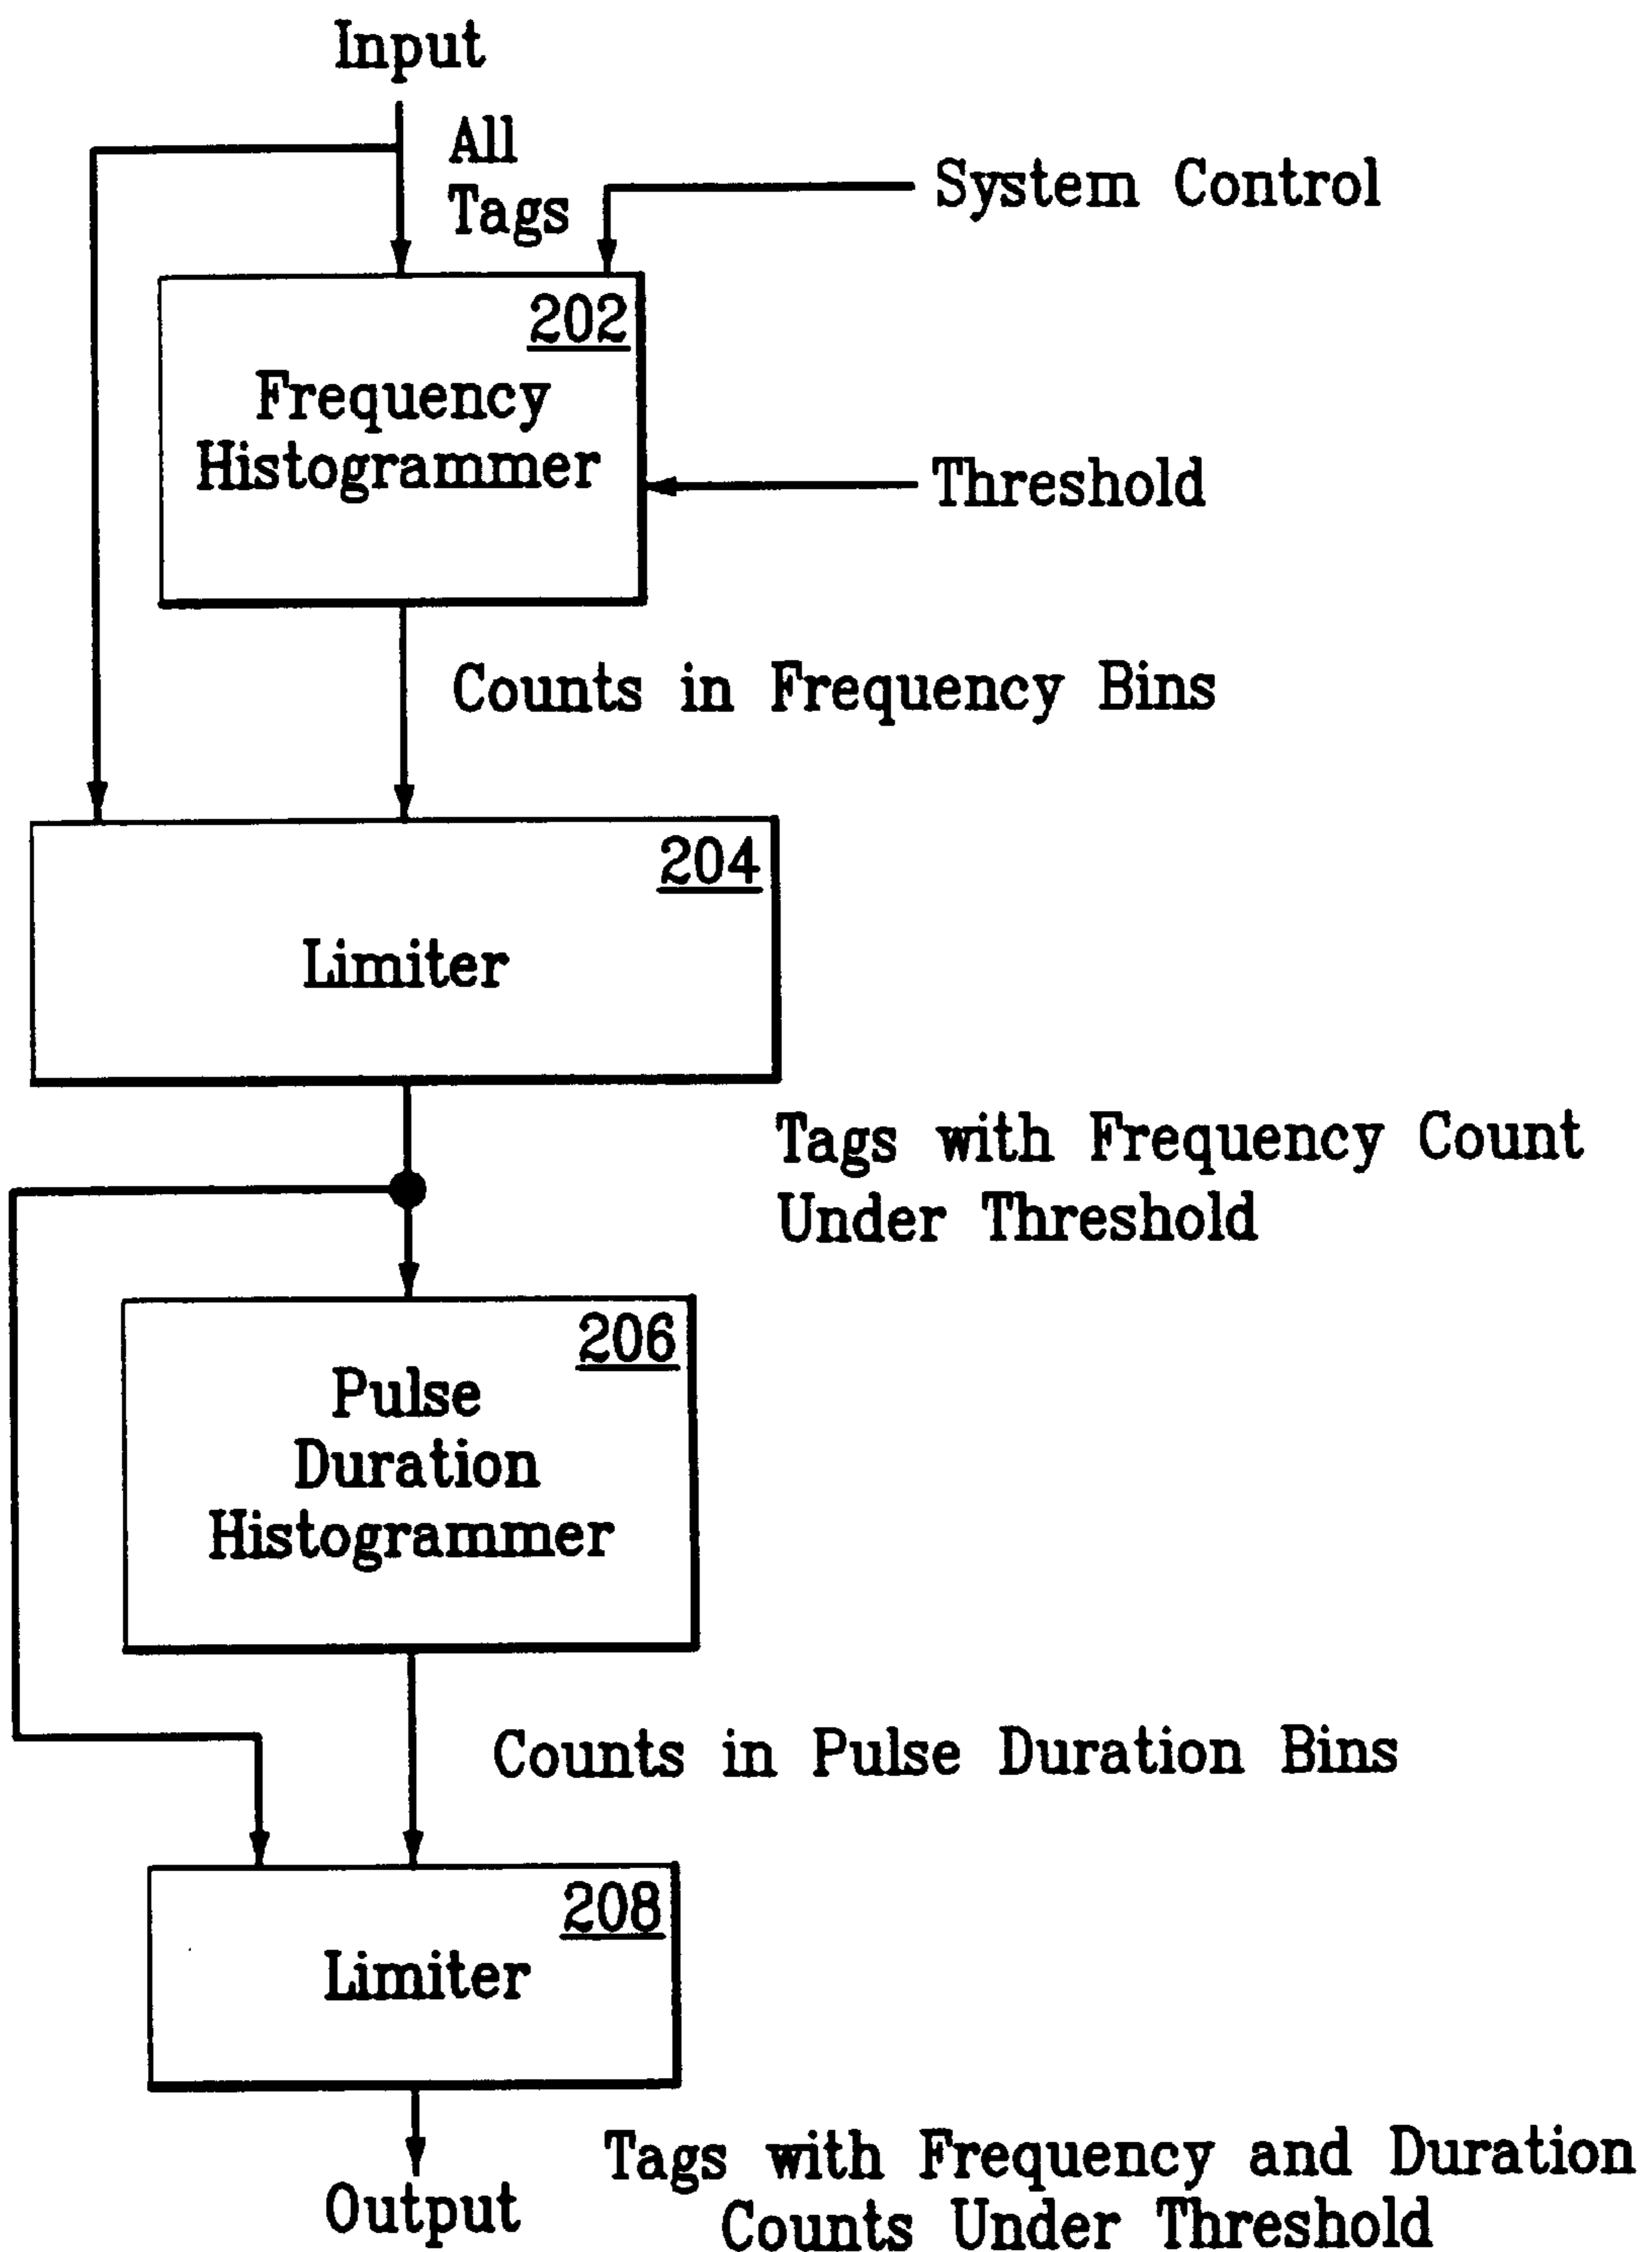 Input
All
Tags
System Control
202
Frequency
Histogrammer
Threshold
Counts in Frequency Bins
204
Limiter
Tags with Frequency Count
Under Threshold
206
Pulse
Duration
Histogrammer
Counts in Pulse Duration Bins
208
Limiter
Output
Tags with Frequency and Duration
Counts Under Threshold